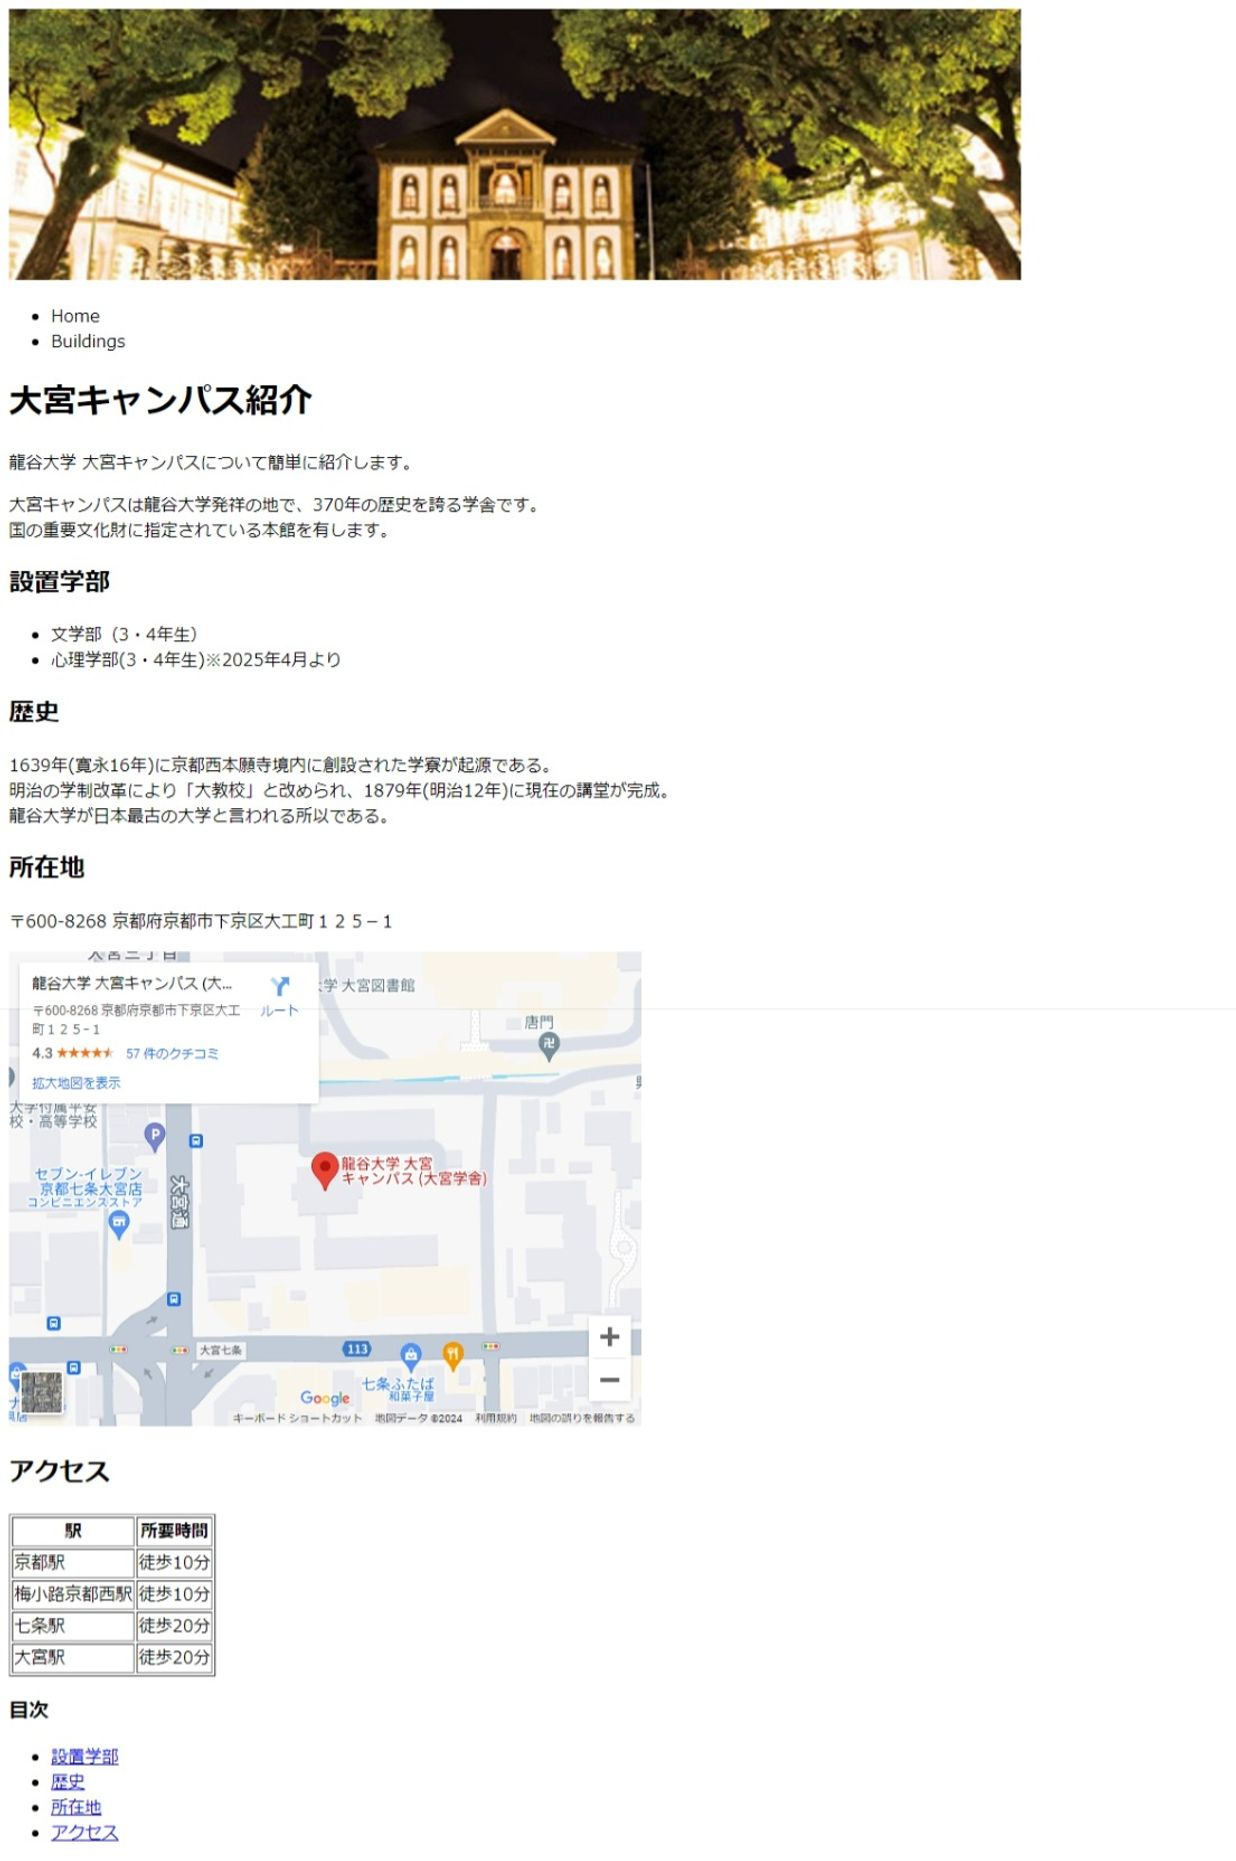 Home
Buildings
大宮キャンパス紹介
龍谷大学 大宮キャンパスについて簡単に紹介します。
大宮キャンパスは龍谷大学発祥の地で、370年の歴史を誇る学舎です。
国の重要文化財に指定されている本館を有します。
設置学部
文学部（3・4年生）
心理学部(3・4年生)※2025年4月より
歴史
1639年(寛永16年)に京都西本願寺境内に創設された学寮が起源である。
明治の学制改革により「大教校」と改められ、1879年(明治12年)に現在の講堂が完成。
龍谷大学が日本最古の大学と言われる所以である。
所在地
〒600-8268 京都府京都市下京区大工町１２５−１
大宮三丁目
龍谷大学 大宮キャンパス (大...
ルート
〒600-8268 京都府京都市下京区大工
町１２５−１
4.3 57 件のクチコミ
拡大地図を表示
学 大宮図書館
唐門
大学付属平安
校・高等学校
P
セブン-イレブン
京都七条大宮店
コンビニエンスストア
大宮通
龍谷大学 大宮
キャンパス (大宮学舎)
大宮七条
113
七条ふたば
和菓子屋
Google
キーボード ショートカット 地図データ ©2024 利用規約 地図の誤りを報告する
アクセス
駅 所要時間
京都駅 徒歩10分
梅小路京都西駅 徒歩10分
七条駅 徒歩20分
大宮駅 徒歩20分
目次
設置学部
歴史
所在地
アクセス